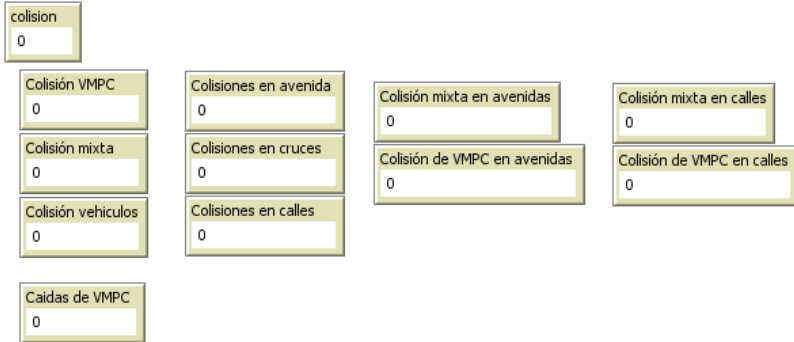 colision
0
Colisión VMPC
0
Colisiones en avenida
0
Colisión mixta en avenidas
0
Colisión mixta en calles
0
Colisión mixta
0
Colisiones en cruces
0
Colisión de VMPC en avenidas
0
Colisión de VMPC en calles
0
Colisión vehiculos
0
Colisiones en calles
0
Caidas de VMPC
0